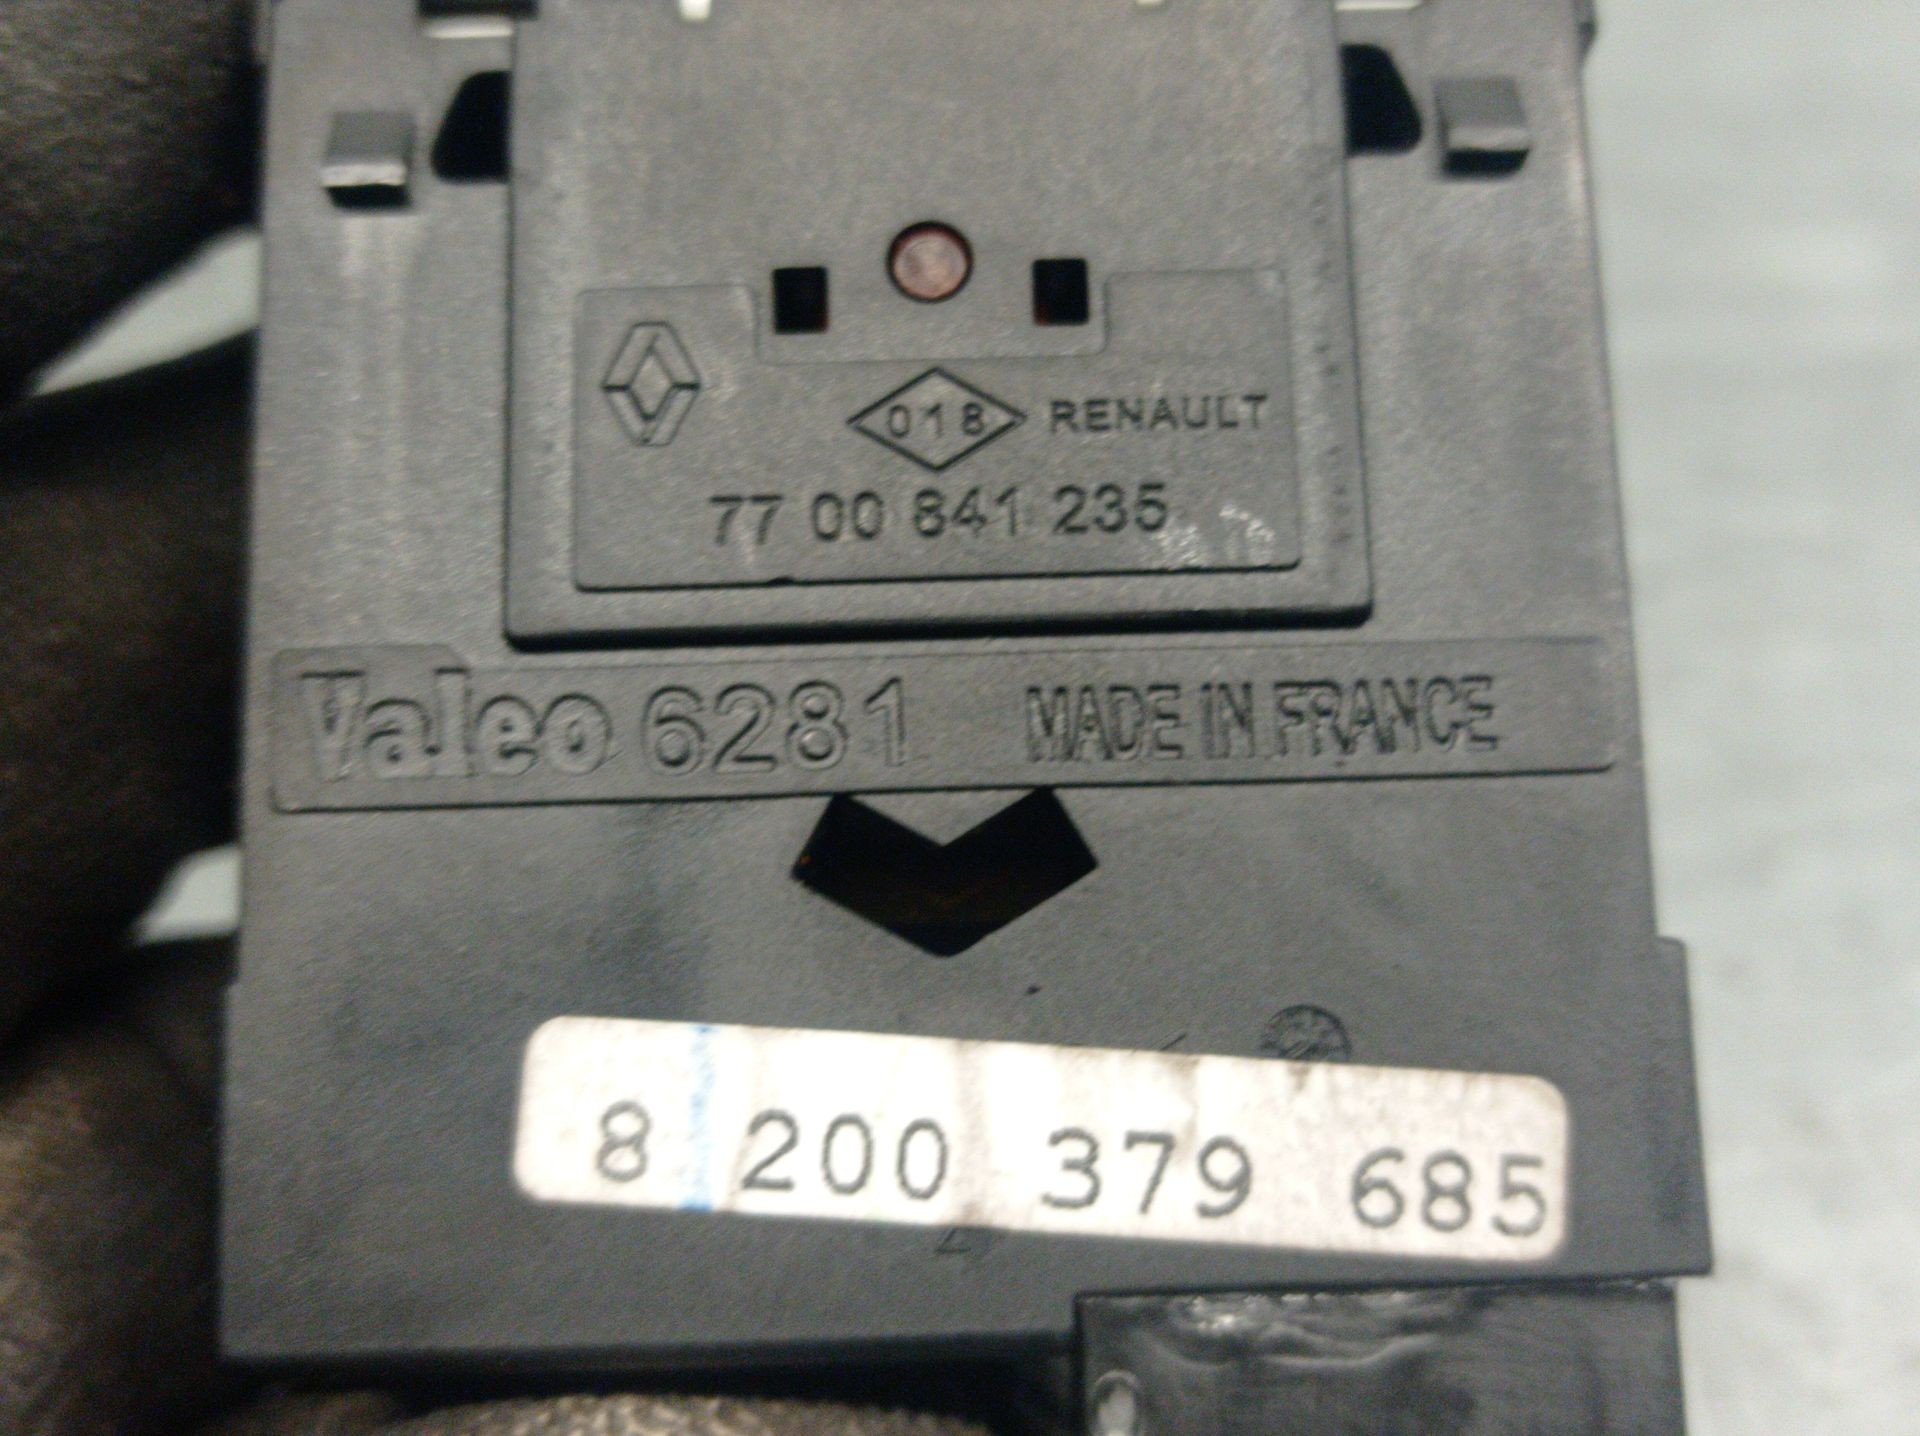 018 RENAULT
77 00 841 235
Valeo 6281 MADE IN FRANCE
8 200 379 685